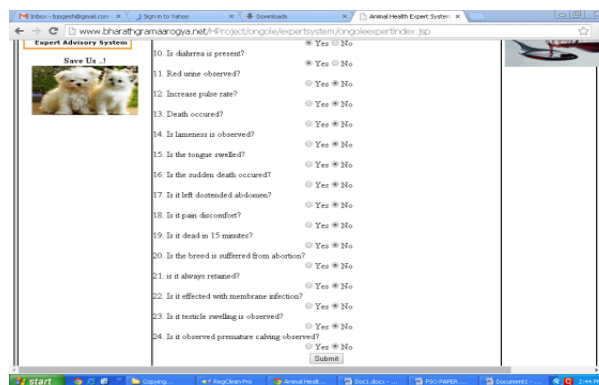 Inbox - bjogesh@gmail.com
Sign in to Yahoo
Downloads
Animal Health Expert System
www.bharathgramaarogya.net/HProject/ongole/expertsystem/ongoleexpertindex.jsp
Expert Advisory System
Save Us ..!
Yes No
10. Is diahrrea is present?
Yes No
11. Red urine observed?
Yes No
12. Increase pulse rate?
Yes No
13. Death occured?
Yes No
14. Is lameness is observed?
Yes No
15. Is the tongue swelled?
Yes No
16. Is the sudden death occured?
Yes No
17. Is it left dostended abdomen?
Yes No
18. Is it pain discomfort?
Yes No
19. Is it dead in 15 minutes?
Yes No
20. Is the breed is sufferred from abortion?
Yes No
21. is it always retained?
Yes No
22. Is it effected with membrane infection?
Yes No
23. Is it testicle swelling is observed?
Yes No
24. Is it observed premature calving observed?
Yes No
Submit
start
Copying...
RegClean Pro
Animal Healt...
Doc1.docx - ...
PSO PAPER...
Document1 - ...
2:44 PM